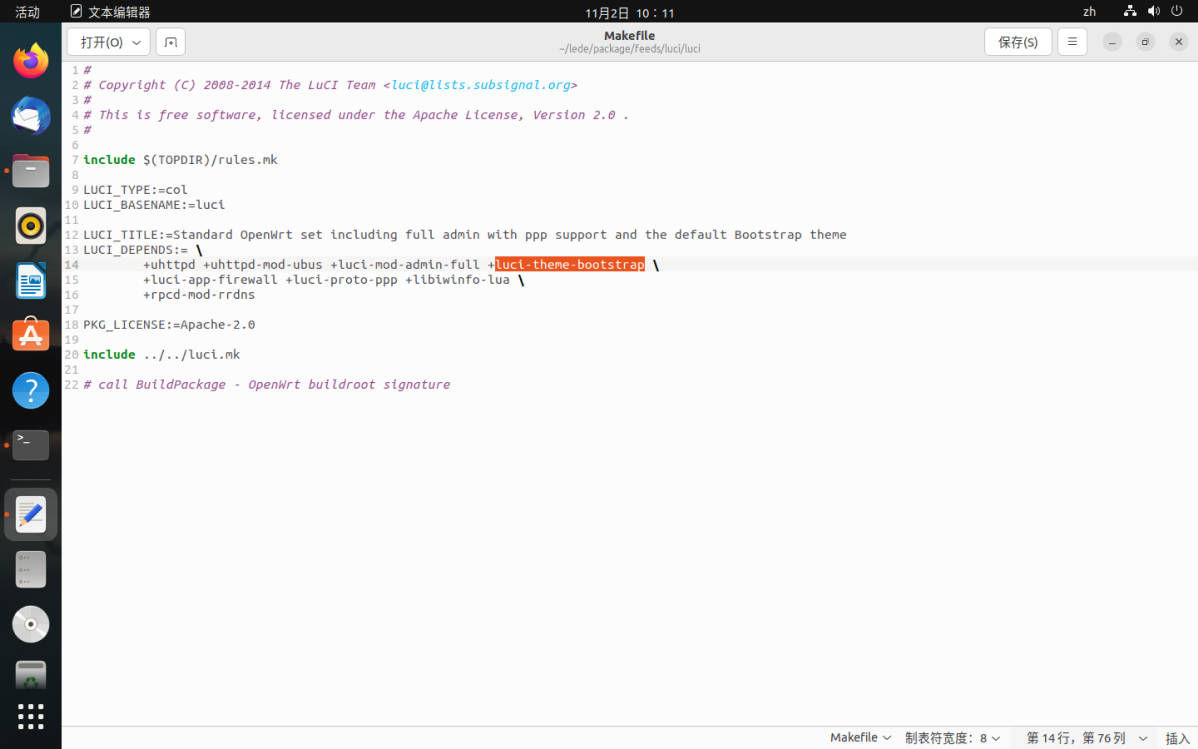 活动
文本编辑器
11月2日 10：11
zh
打开(O)
Makefile
~/lede/package/feeds/luci/luci
保存(S)
1 #
2 # Copyright (C) 2008-2014 The LuCI Team <luci@lists.subsignal.org>
3 #
4 # This is free software, licensed under the Apache License, Version 2.0 .
5 #
6
7 include $(TOPDIR)/rules.mk
8
9 LUCI_TYPE:=col
10 LUCI_BASENAME:=luci
11
12 LUCI_TITLE:=Standard OpenWrt set including full admin with ppp support and the default Bootstrap theme
13 LUCI_DEPENDS:= \
14 +uhttpd +uhttpd-mod-ubus +luci-mod-admin-full +luci-theme-bootstrap \
15 +luci-app-firewall +luci-proto-ppp +libiwinfo-lua \
16 +rpcd-mod-rrdns
17
18 PKG_LICENSE:=Apache-2.0
19
20 include ../../luci.mk
21
22 # call BuildPackage - OpenWrt buildroot signature
Makefile
制表符宽度：8
第 14 行，第 76 列
插入